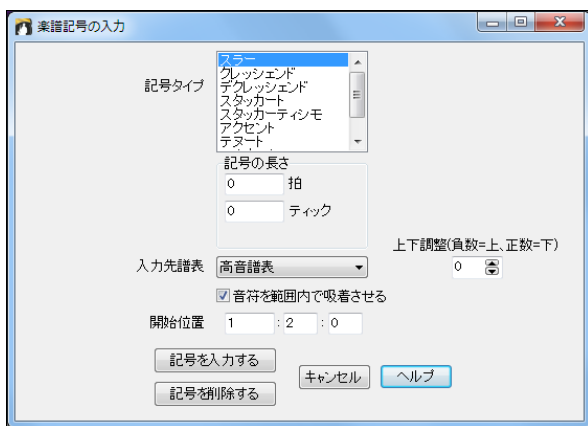 楽譜記号の入力
記号タイプ
スラー
クレッシェンド
デクレッシェンド
スタッカート
スタッカーティシモ
アクセント
テヌート
記号の長さ
0 拍
0 ティック
上下調整(負数=上、正数=下)
入力先譜表 高音譜表 0
音符を範囲内で吸着させる
開始位置 1 : 2 : 0
記号を入力する
キャンセル ヘルプ
記号を削除する